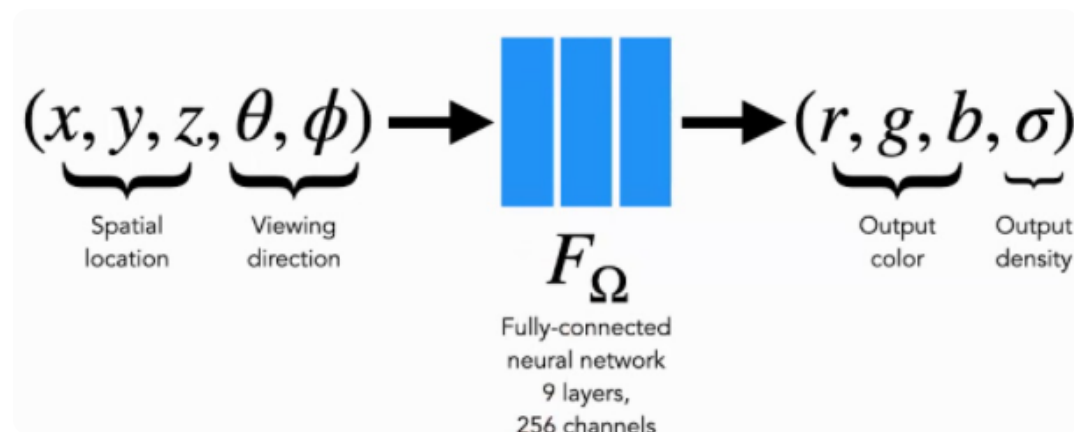 (x, y, z, θ, ϕ) → (r, g, b, σ)
Spatial location
Viewing direction
Output color
Output density
F_Ω
Fully-connected
neural network
9 layers,
256 channels